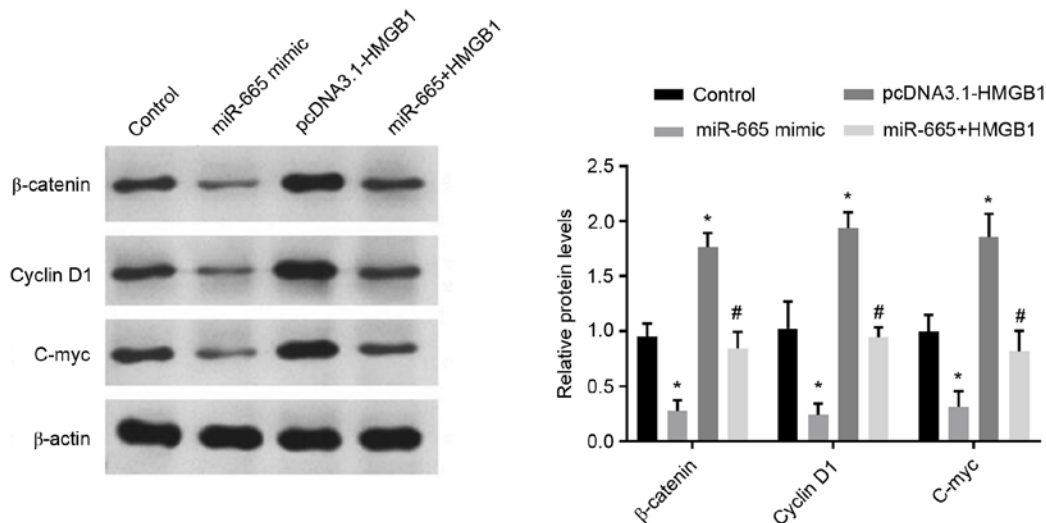 Control
miR-665 mimic
pcDNA3.1-HMGB1
miR-665+HMGB1
β-catenin
Cyclin D1
C-myc
β-actin
Control
pcDNA3.1-HMGB1
miR-665 mimic
miR-665+HMGB1
Relative protein levels
2.5
2.0
1.5
1.0
0.5
0.0
*
*
#
*
*
#
*
*
#
β-catenin
Cyclin D1
C-myc